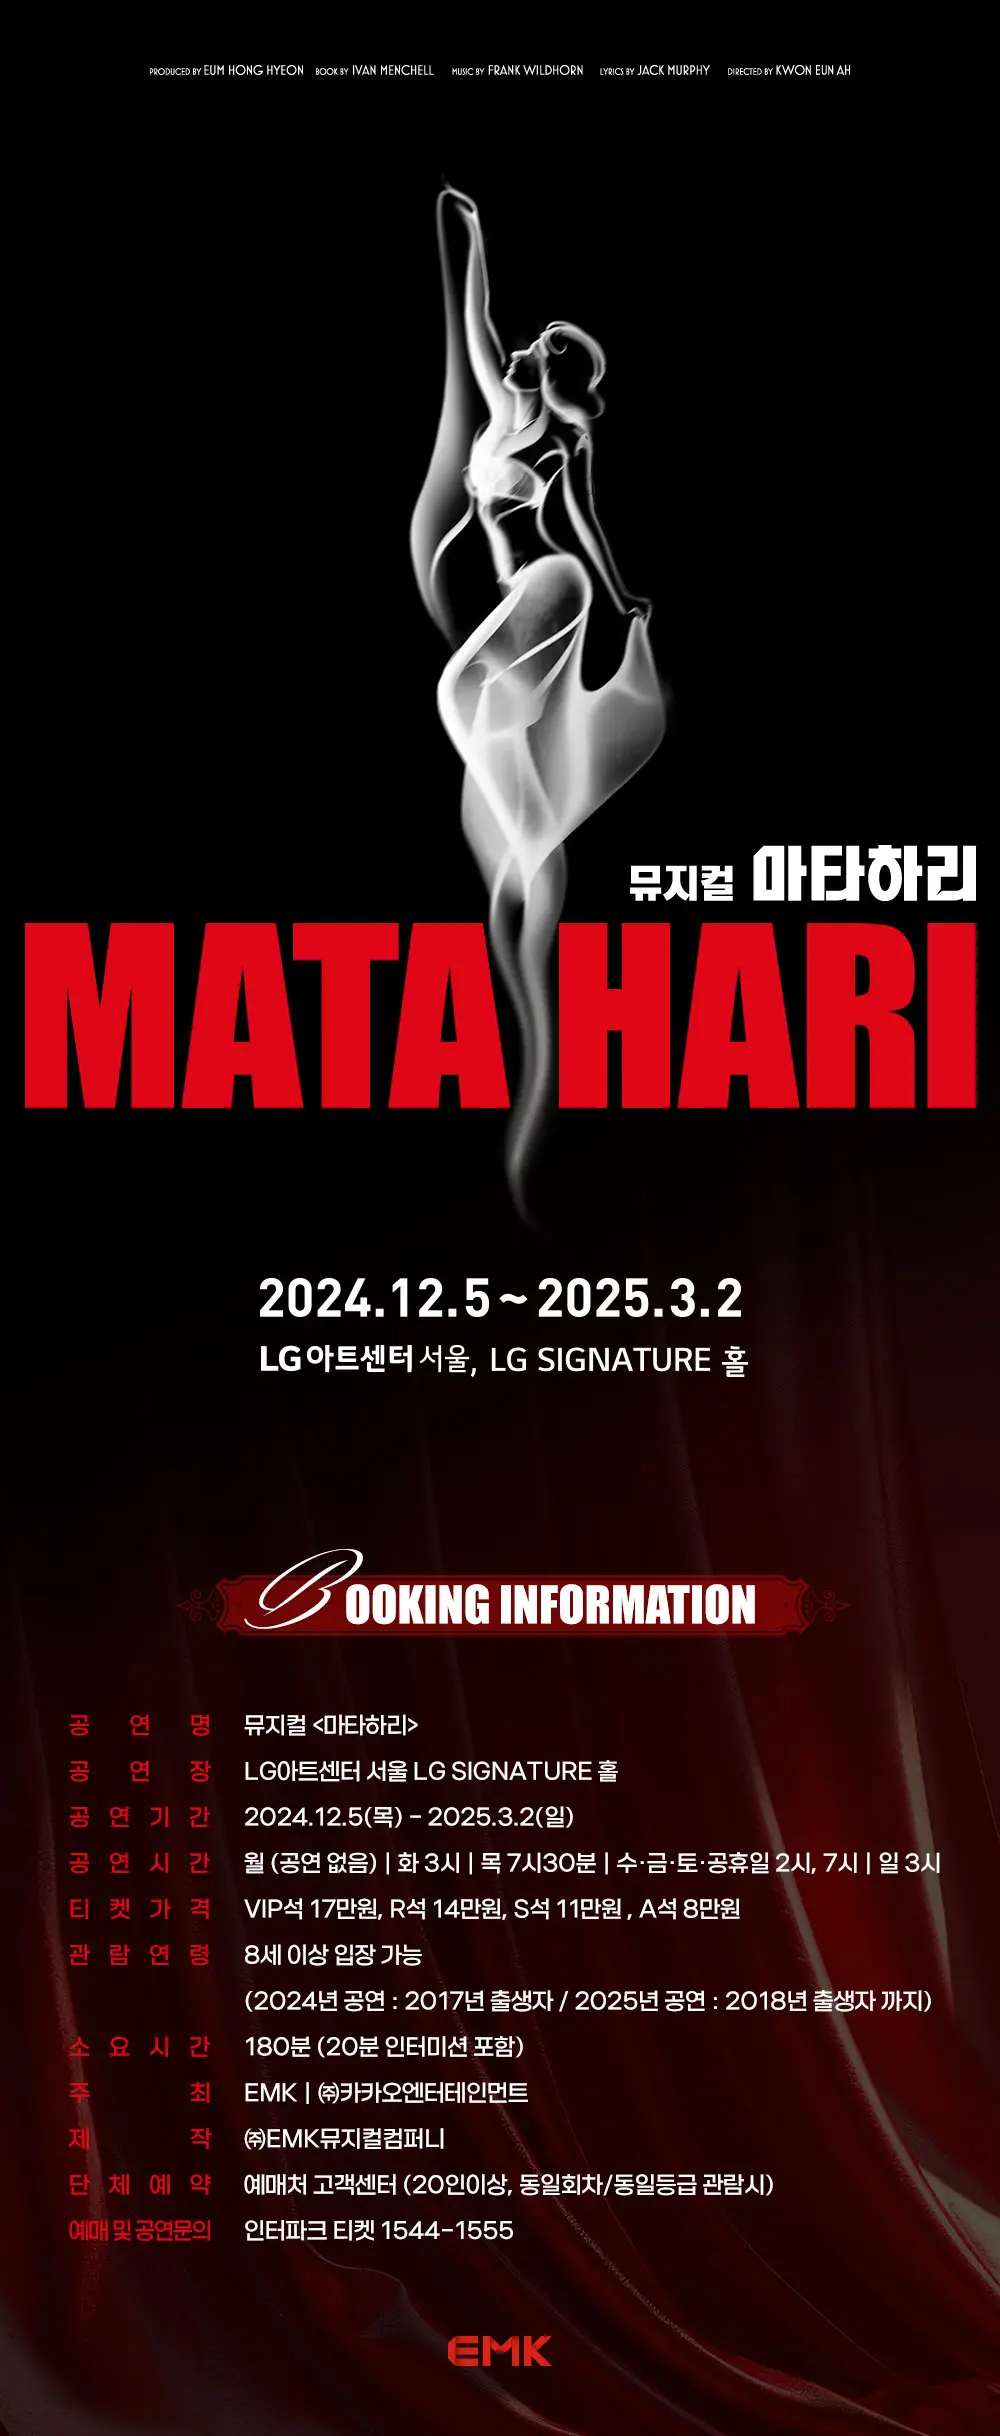 PRODUCED BY EUM HONG HYEON BOOK BY IVAN MENCHELL MUSIC BY FRANK WILDHORN LYRICS BY JACK MURPHY DIRECTED BY KWON EUN AH
뮤지컬 마타하리
MATA HARI
2024.12.5 ~ 2025.3.2
LG아트센터 서울, LG SIGNATURE 홀
BOOKING INFORMATION
공연명 뮤지컬 <마타하리>
공연장 LG아트센터 서울 LG SIGNATURE 홀
공연기간 2024.12.5(목) - 2025.3.2(일)
공연시간 월 (공연 없음) | 화 3시 | 목 7시30분 | 수·금·토·공휴일 2시, 7시 | 일 3시
티켓가격 VIP석 17만원, R석 14만원, S석 11만원 , A석 8만원
관람연령 8세 이상 입장 가능
(2024년 공연 : 2017년 출생자 / 2025년 공연 : 2018년 출생자 까지)
소요시간 180분 (20분 인터미션 포함)
주최 EMK | ㈜카카오엔터테인먼트
제작 ㈜EMK뮤지컬컴퍼니
단체예약 예매처 고객센터 (20인이상, 동일회차/동일등급 관람시)
예매 및 공연문의 인터파크 티켓 1544-1555
EMK